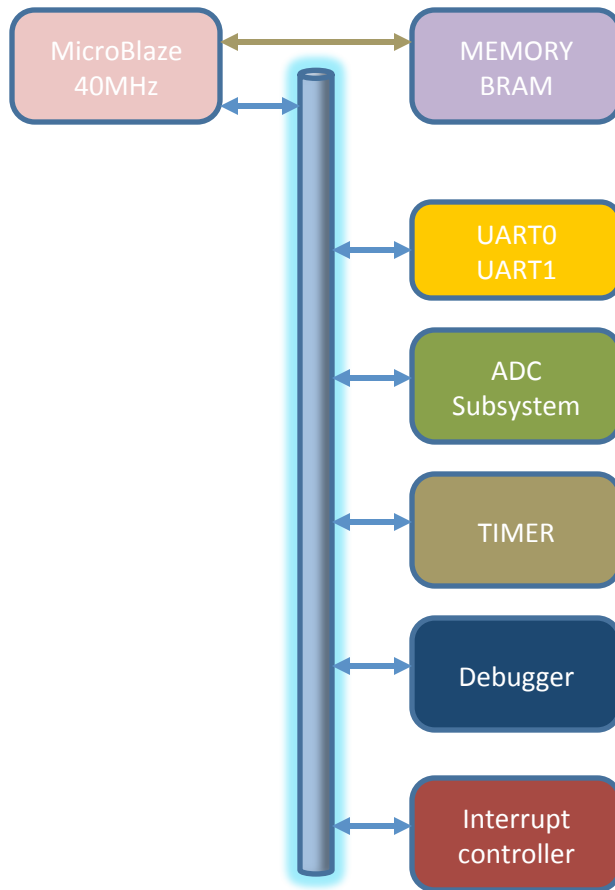 MicroBlaze
40MHz
MEMORY
BRAM
UART0
UART1
ADC
Subsystem
TIMER
Debugger
Interrupt
controller